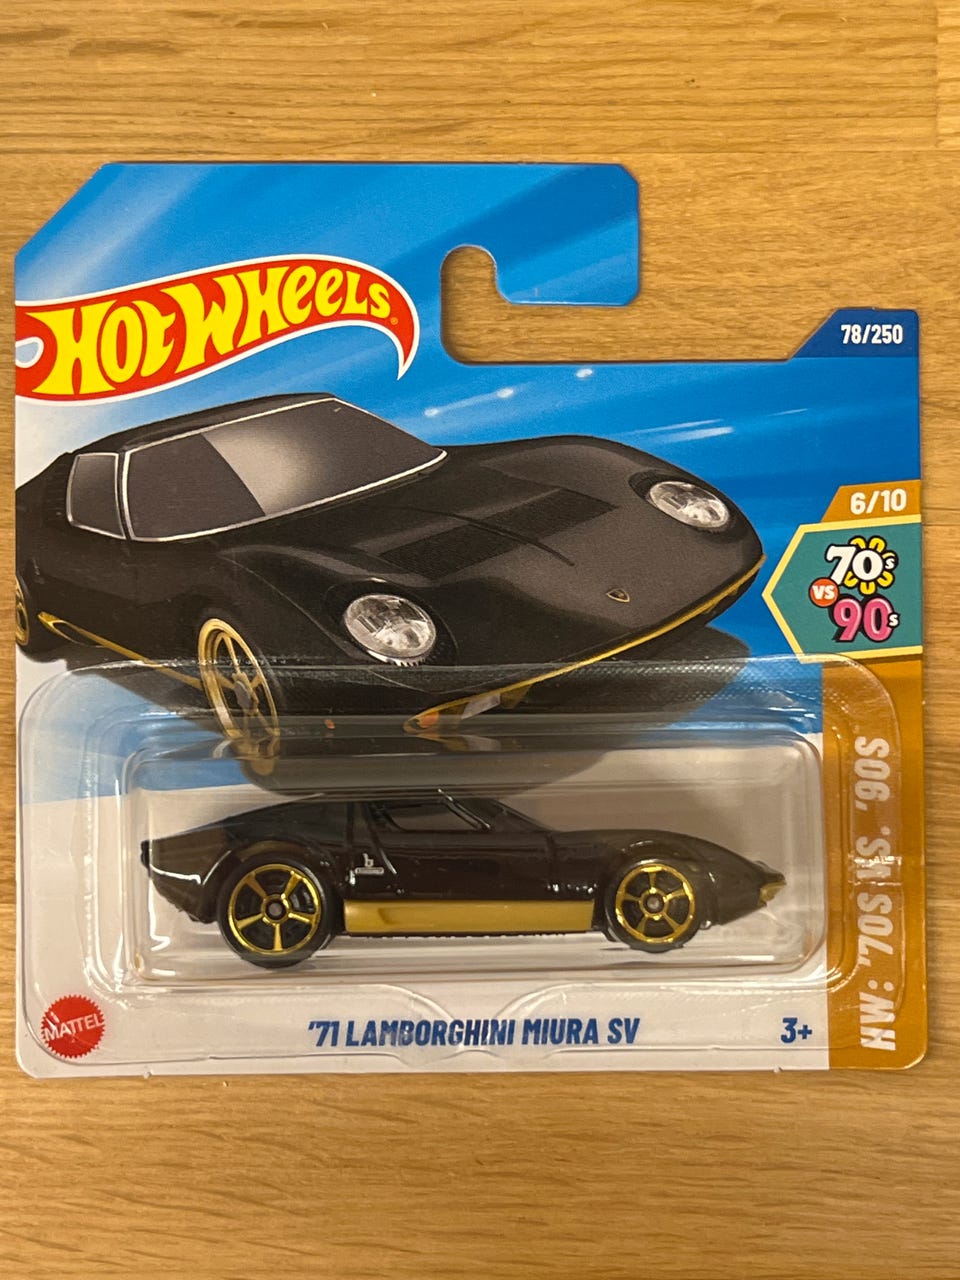 HOT WHEELS
78/250
6/10
70s
VS
90s
HW: '70S VS. '90S
b
MATTEL
'71 LAMBORGHINI MIURA SV
3+